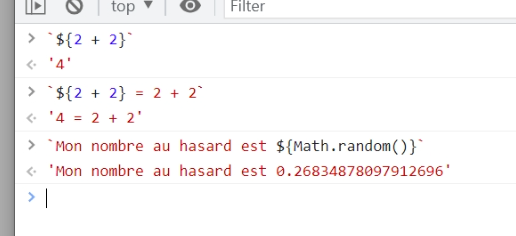 top ▼ Filter
> `${2 + 2}`
<· '4'
> `${2 + 2} = 2 + 2`
<· '4 = 2 + 2'
> `Mon nombre au hasard est ${Math.random()}`
<· 'Mon nombre au hasard est 0.26834878097912696'
>